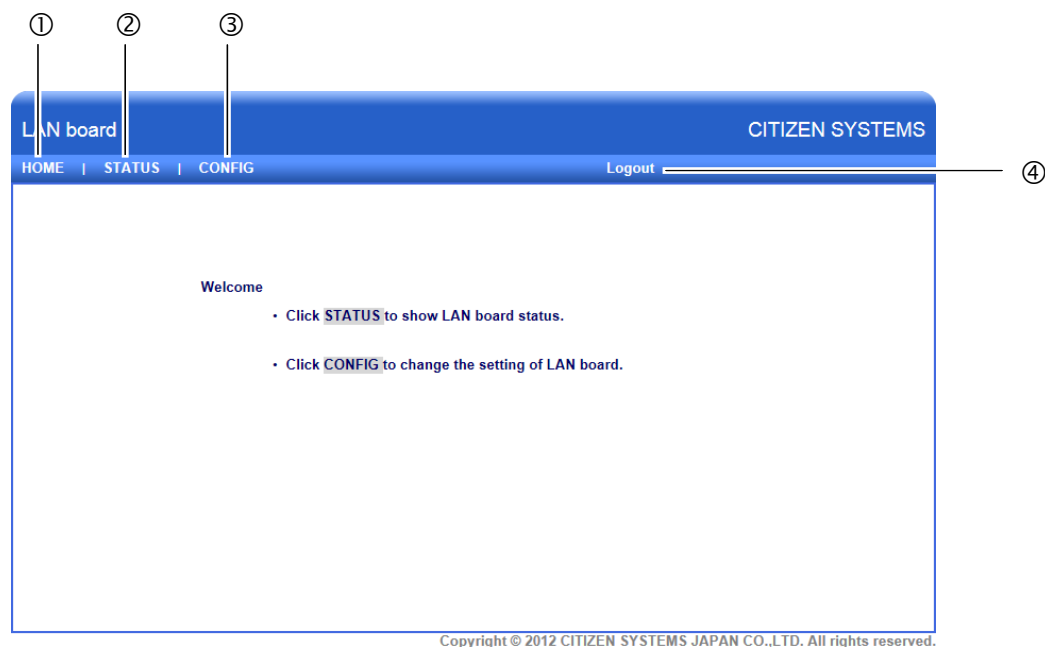 ① ② ③
LAN board CITIZEN SYSTEMS
HOME | STATUS | CONFIG Logout ④
Welcome
・ Click STATUS to show LAN board status.
・ Click CONFIG to change the setting of LAN board.
Copyright © 2012 CITIZEN SYSTEMS JAPAN CO.,LTD. All rights reserved.